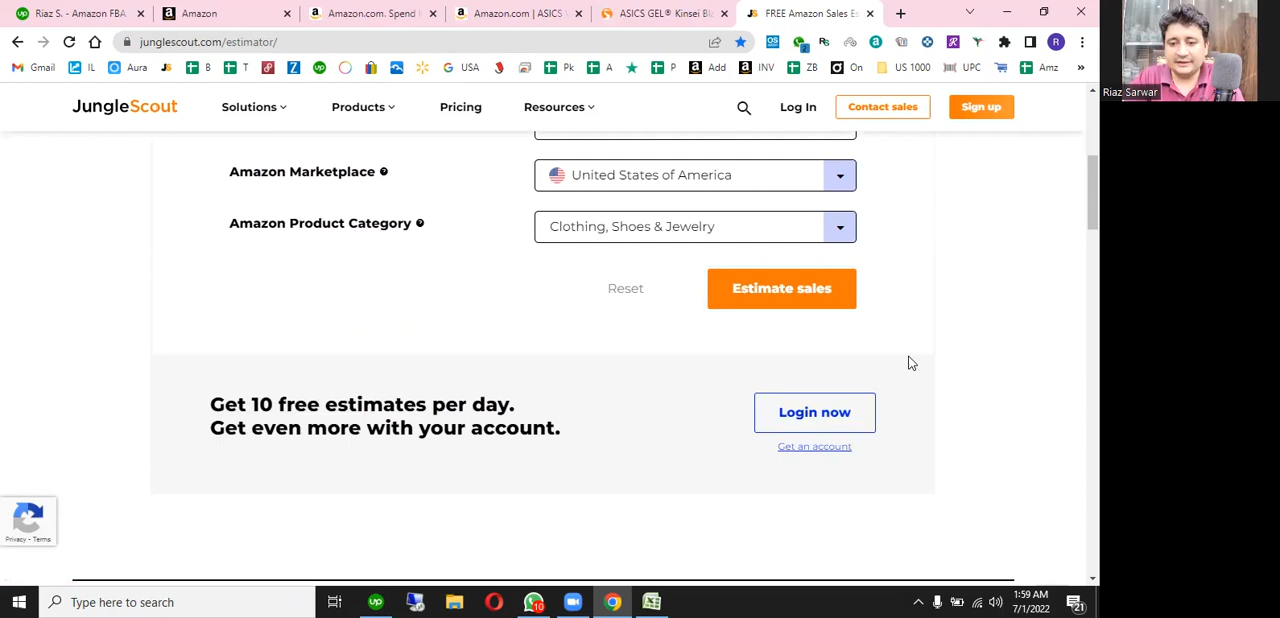 Riaz S. - Amazon FBA
Amazon
Amazon.com. Spend
Amazon.com | ASICS
ASICS GEL® Kinsei Bl
FREE Amazon Sales Es
junglescout.com/estimator/
R
Gmail
IL
Aura
B
T
USA
Pk
A
P
Add
INV
ZB
On
US 1000
UPC
Amz
»
Riaz Sarwar
JungleScout
Solutions
Products
Pricing
Resources
Log In
Contact sales
Sign up
Amazon Marketplace
United States of America
Amazon Product Category
Clothing, Shoes & Jewelry
Reset
Estimate sales
Get 10 free estimates per day.
Get even more with your account.
Login now
Get an account
Privacy - Terms
Type here to search
10
1:59 AM
7/1/2022
21